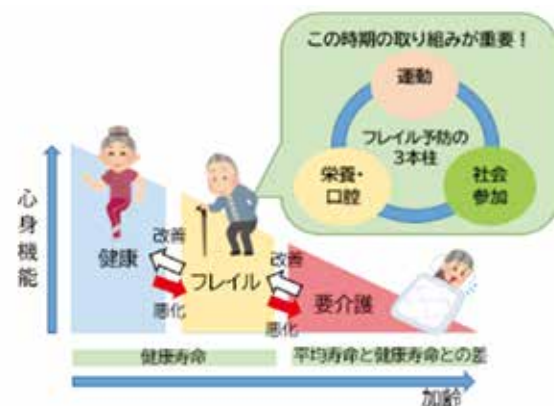 この時期の取り組みが重要！
運動
フレイル予防の
3本柱
栄養・
口腔
社会
参加
心身機能
健康
改善
悪化
フレイル
改善
悪化
要介護
健康寿命
平均寿命と健康寿命との差
加齢